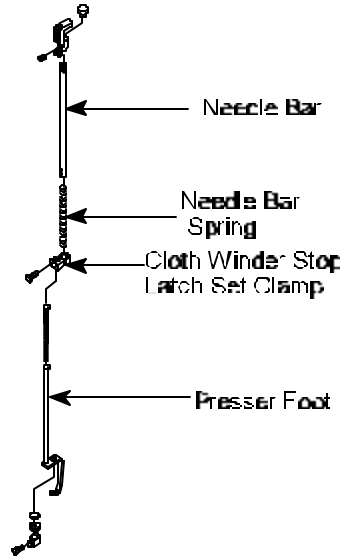 Needle Bar
Needle Bar
Spring
Cloth Winder Stop
Latch Set Clamp
Presser Foot